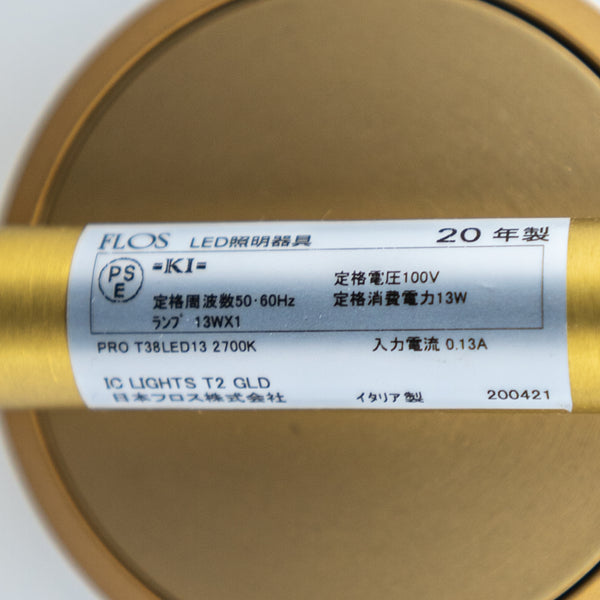 FLOS LED照明器具 20 年製
PS
E
=KI=
定格電圧100V
定格周波数50·60Hz 定格消費電力13W
ランプ 13WX1
PRO T38LED13 2700K 入力電流 0.13A
IC LIGHTS T2 GLD
日本フロス株式会社 イタリア製 200421